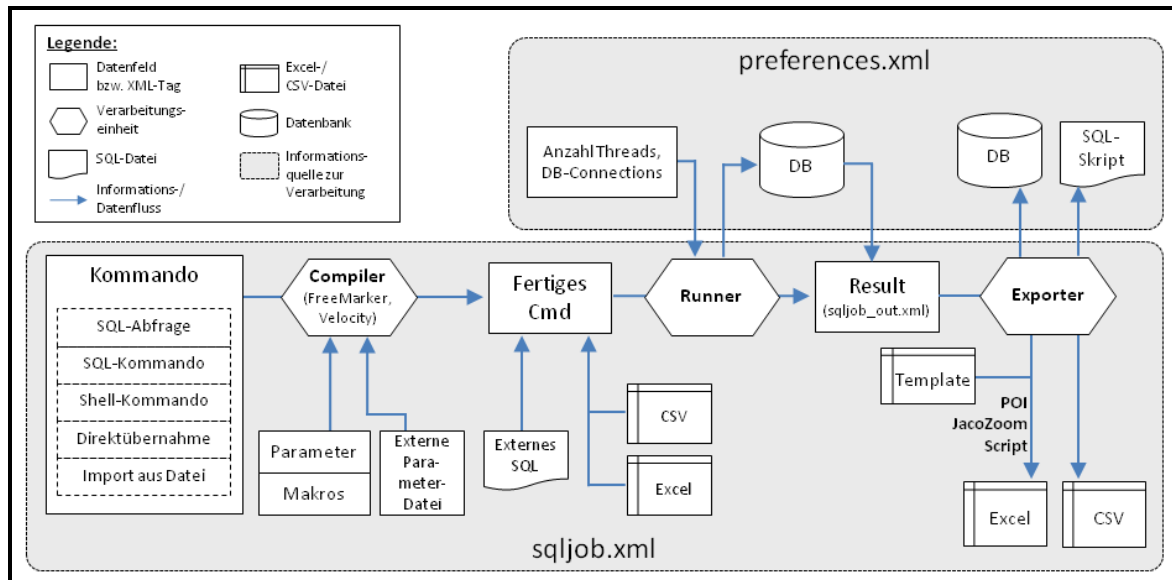 Legende:
Datenfeld
bzw. XML-Tag
Excel-/
CSV-Datei
Verarbeitungs-
einheit
Datenbank
SQL-Datei
Informations-
quelle zur
Verarbeitung
Informations-/
Datenfluss
preferences.xml
Anzahl Threads,
DB-Connections
DB
DB
SQL-
Skript
Kommando
SQL-Abfrage
SQL-Kommando
Shell-Kommando
Direktübernahme
Import aus Datei
Compiler
(FreeMarker,
Velocity)
Parameter
Makros
Externe
Para-
meter-
Datei
Fertiges
Cmd
Externes
SQL
CSV
Excel
Runner
Result
(sqljob_out.xml)
Exporter
Template
POI
JacoZoom
Script
Excel
CSV
sqljob.xml